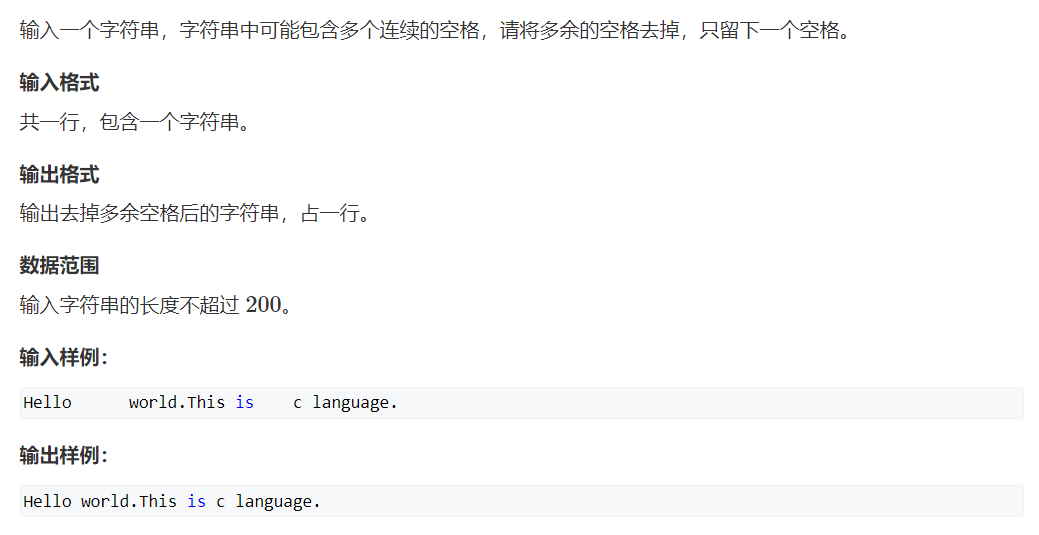 输入一个字符串，字符串中可能包含多个连续的空格，请将多余的空格去掉，只留下一个空格。
输入格式
共一行，包含一个字符串。
输出格式
输出去掉多余空格后的字符串，占一行。
数据范围
输入字符串的长度不超过 200。
输入样例：
Hello      world.This is    c language.
输出样例：
Hello world.This is c language.